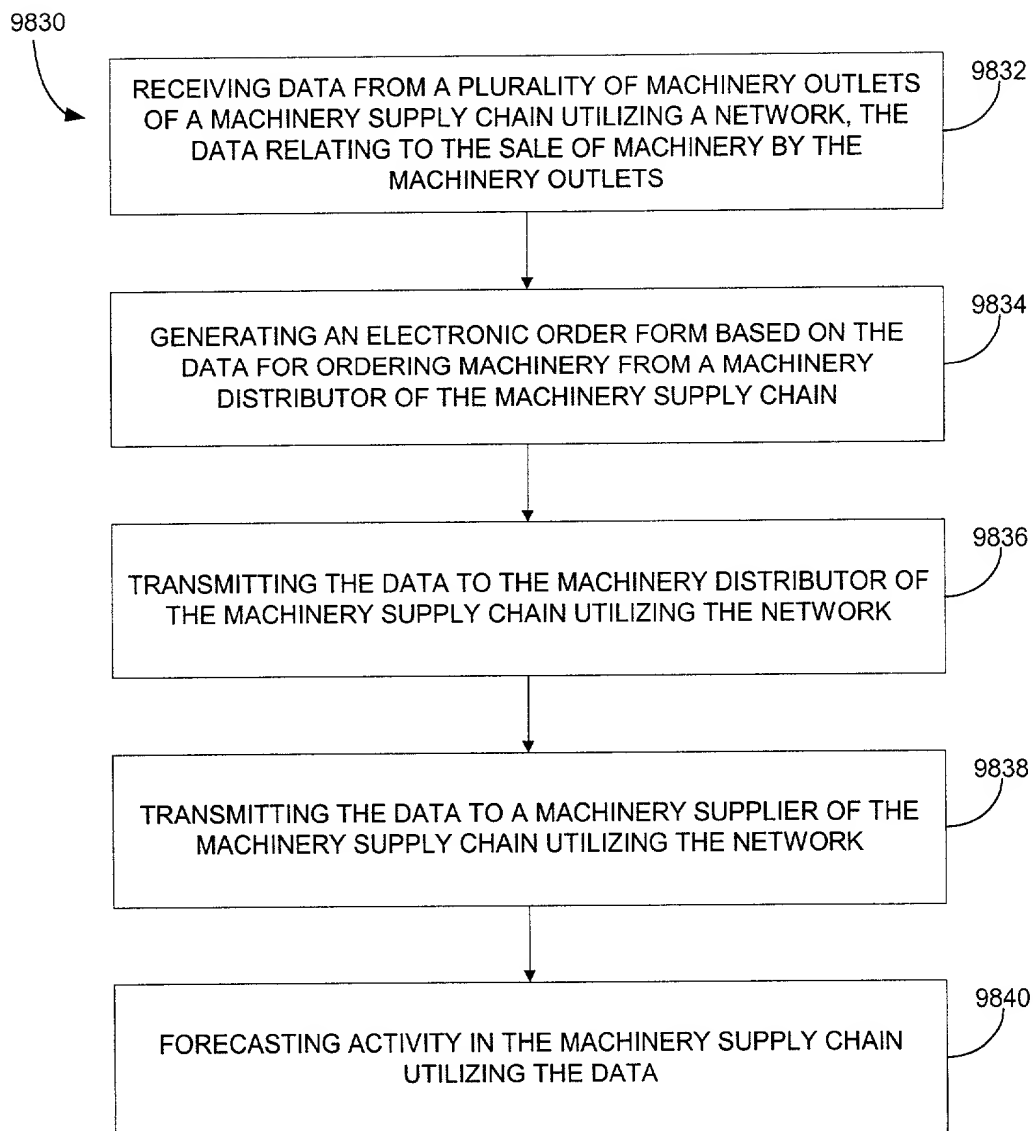 9830
RECEIVING DATA FROM A PLURALITY OF MACHINERY OUTLETS
OF A MACHINERY SUPPLY CHAIN UTILIZING A NETWORK, THE
DATA RELATING TO THE SALE OF MACHINERY BY THE
MACHINERY OUTLETS
9832
GENERATING AN ELECTRONIC ORDER FORM BASED ON THE
DATA FOR ORDERING MACHINERY FROM A MACHINERY
DISTRIBUTOR OF THE MACHINERY SUPPLY CHAIN
9834
TRANSMITTING THE DATA TO THE MACHINERY DISTRIBUTOR OF
THE MACHINERY SUPPLY CHAIN UTILIZING THE NETWORK
9836
TRANSMITTING THE DATA TO A MACHINERY SUPPLIER OF THE
MACHINERY SUPPLY CHAIN UTILIZING THE NETWORK
9838
FORECASTING ACTIVITY IN THE MACHINERY SUPPLY CHAIN
UTILIZING THE DATA
9840